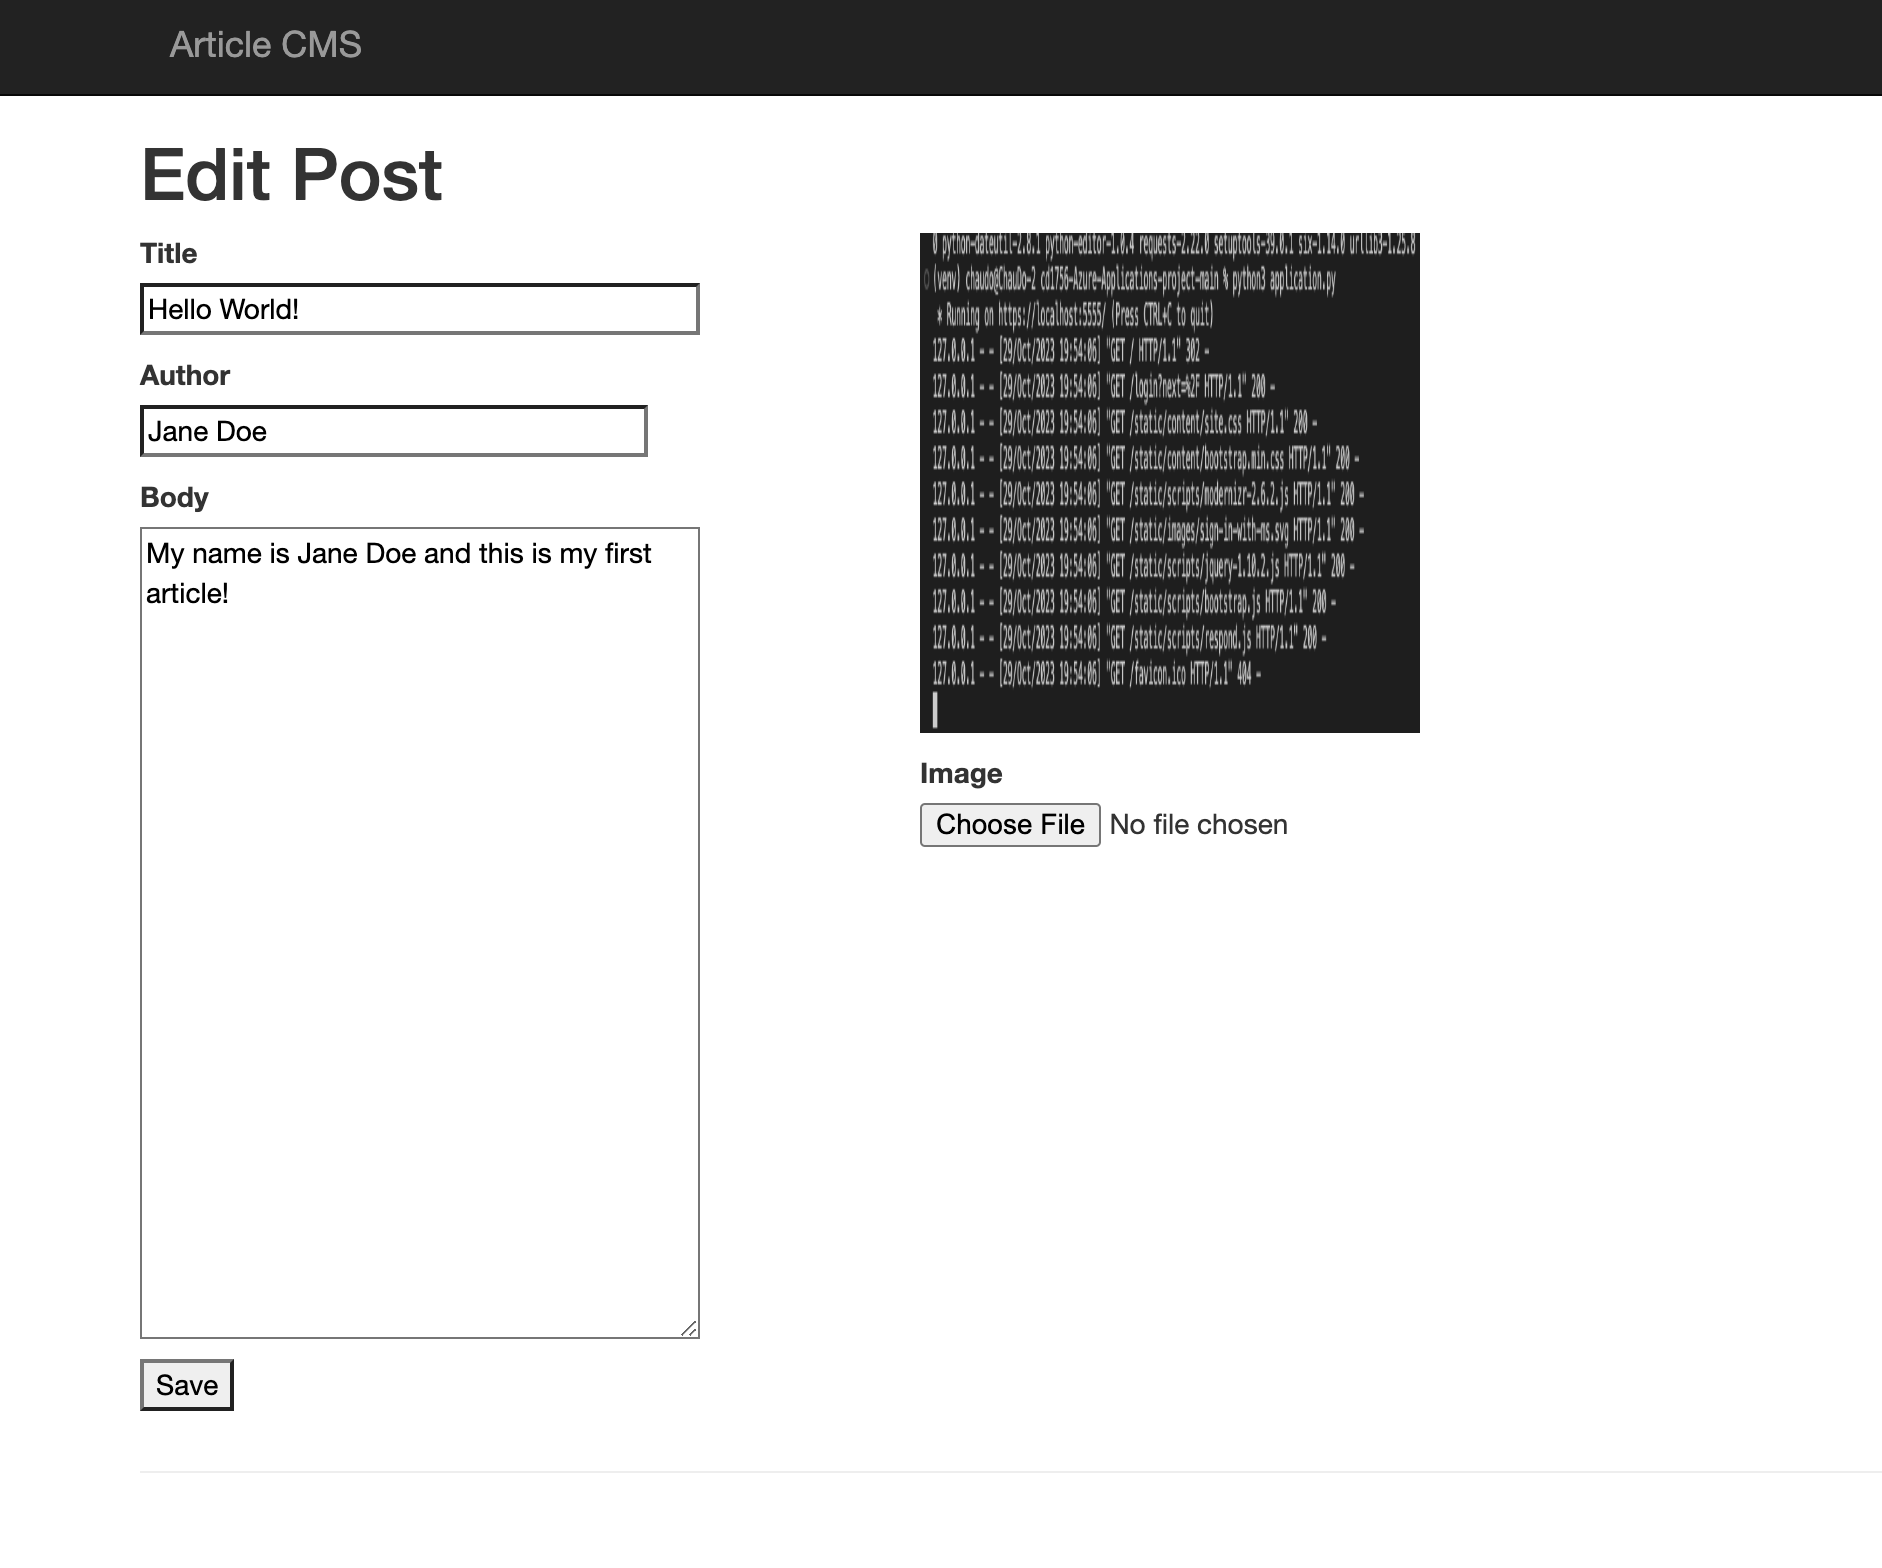 Article CMS
Edit Post
Title
Hello World!
Author
Jane Doe
Body
My name is Jane Doe and this is my first
article!
Save
0 python-dateutil-2.8.1 python-editor-1.0.4 requests-2.22.0 setuptools-39.0.1 six-1.14.0 urllib3-1.25.8
(venv) chaudo@ChauDo-2 cd1756-Azure-Applications-project-main % python3 application.py
* Running on https://localhost:5555/ (Press CTRL+C to quit)
127.0.0.1 - - [29/Oct/2023 19:54:06] "GET / HTTP/1.1" 302 -
127.0.0.1 - - [29/Oct/2023 19:54:06] "GET /login?next=%2F HTTP/1.1" 200 -
127.0.0.1 - - [29/Oct/2023 19:54:06] "GET /static/content/site.css HTTP/1.1" 200 -
127.0.0.1 - - [29/Oct/2023 19:54:06] "GET /static/content/bootstrap.min.css HTTP/1.1" 200 -
127.0.0.1 - - [29/Oct/2023 19:54:06] "GET /static/scripts/modernizr-2.6.2.js HTTP/1.1" 200 -
127.0.0.1 - - [29/Oct/2023 19:54:06] "GET /static/images/sign-in-with-ms.svg HTTP/1.1" 200 -
127.0.0.1 - - [29/Oct/2023 19:54:06] "GET /static/scripts/jquery-1.10.2.js HTTP/1.1" 200 -
127.0.0.1 - - [29/Oct/2023 19:54:06] "GET /static/scripts/bootstrap.js HTTP/1.1" 200 -
127.0.0.1 - - [29/Oct/2023 19:54:06] "GET /static/scripts/respond.js HTTP/1.1" 200 -
127.0.0.1 - - [29/Oct/2023 19:54:06] "GET /favicon.ico HTTP/1.1" 404 -
Image
Choose File No file chosen